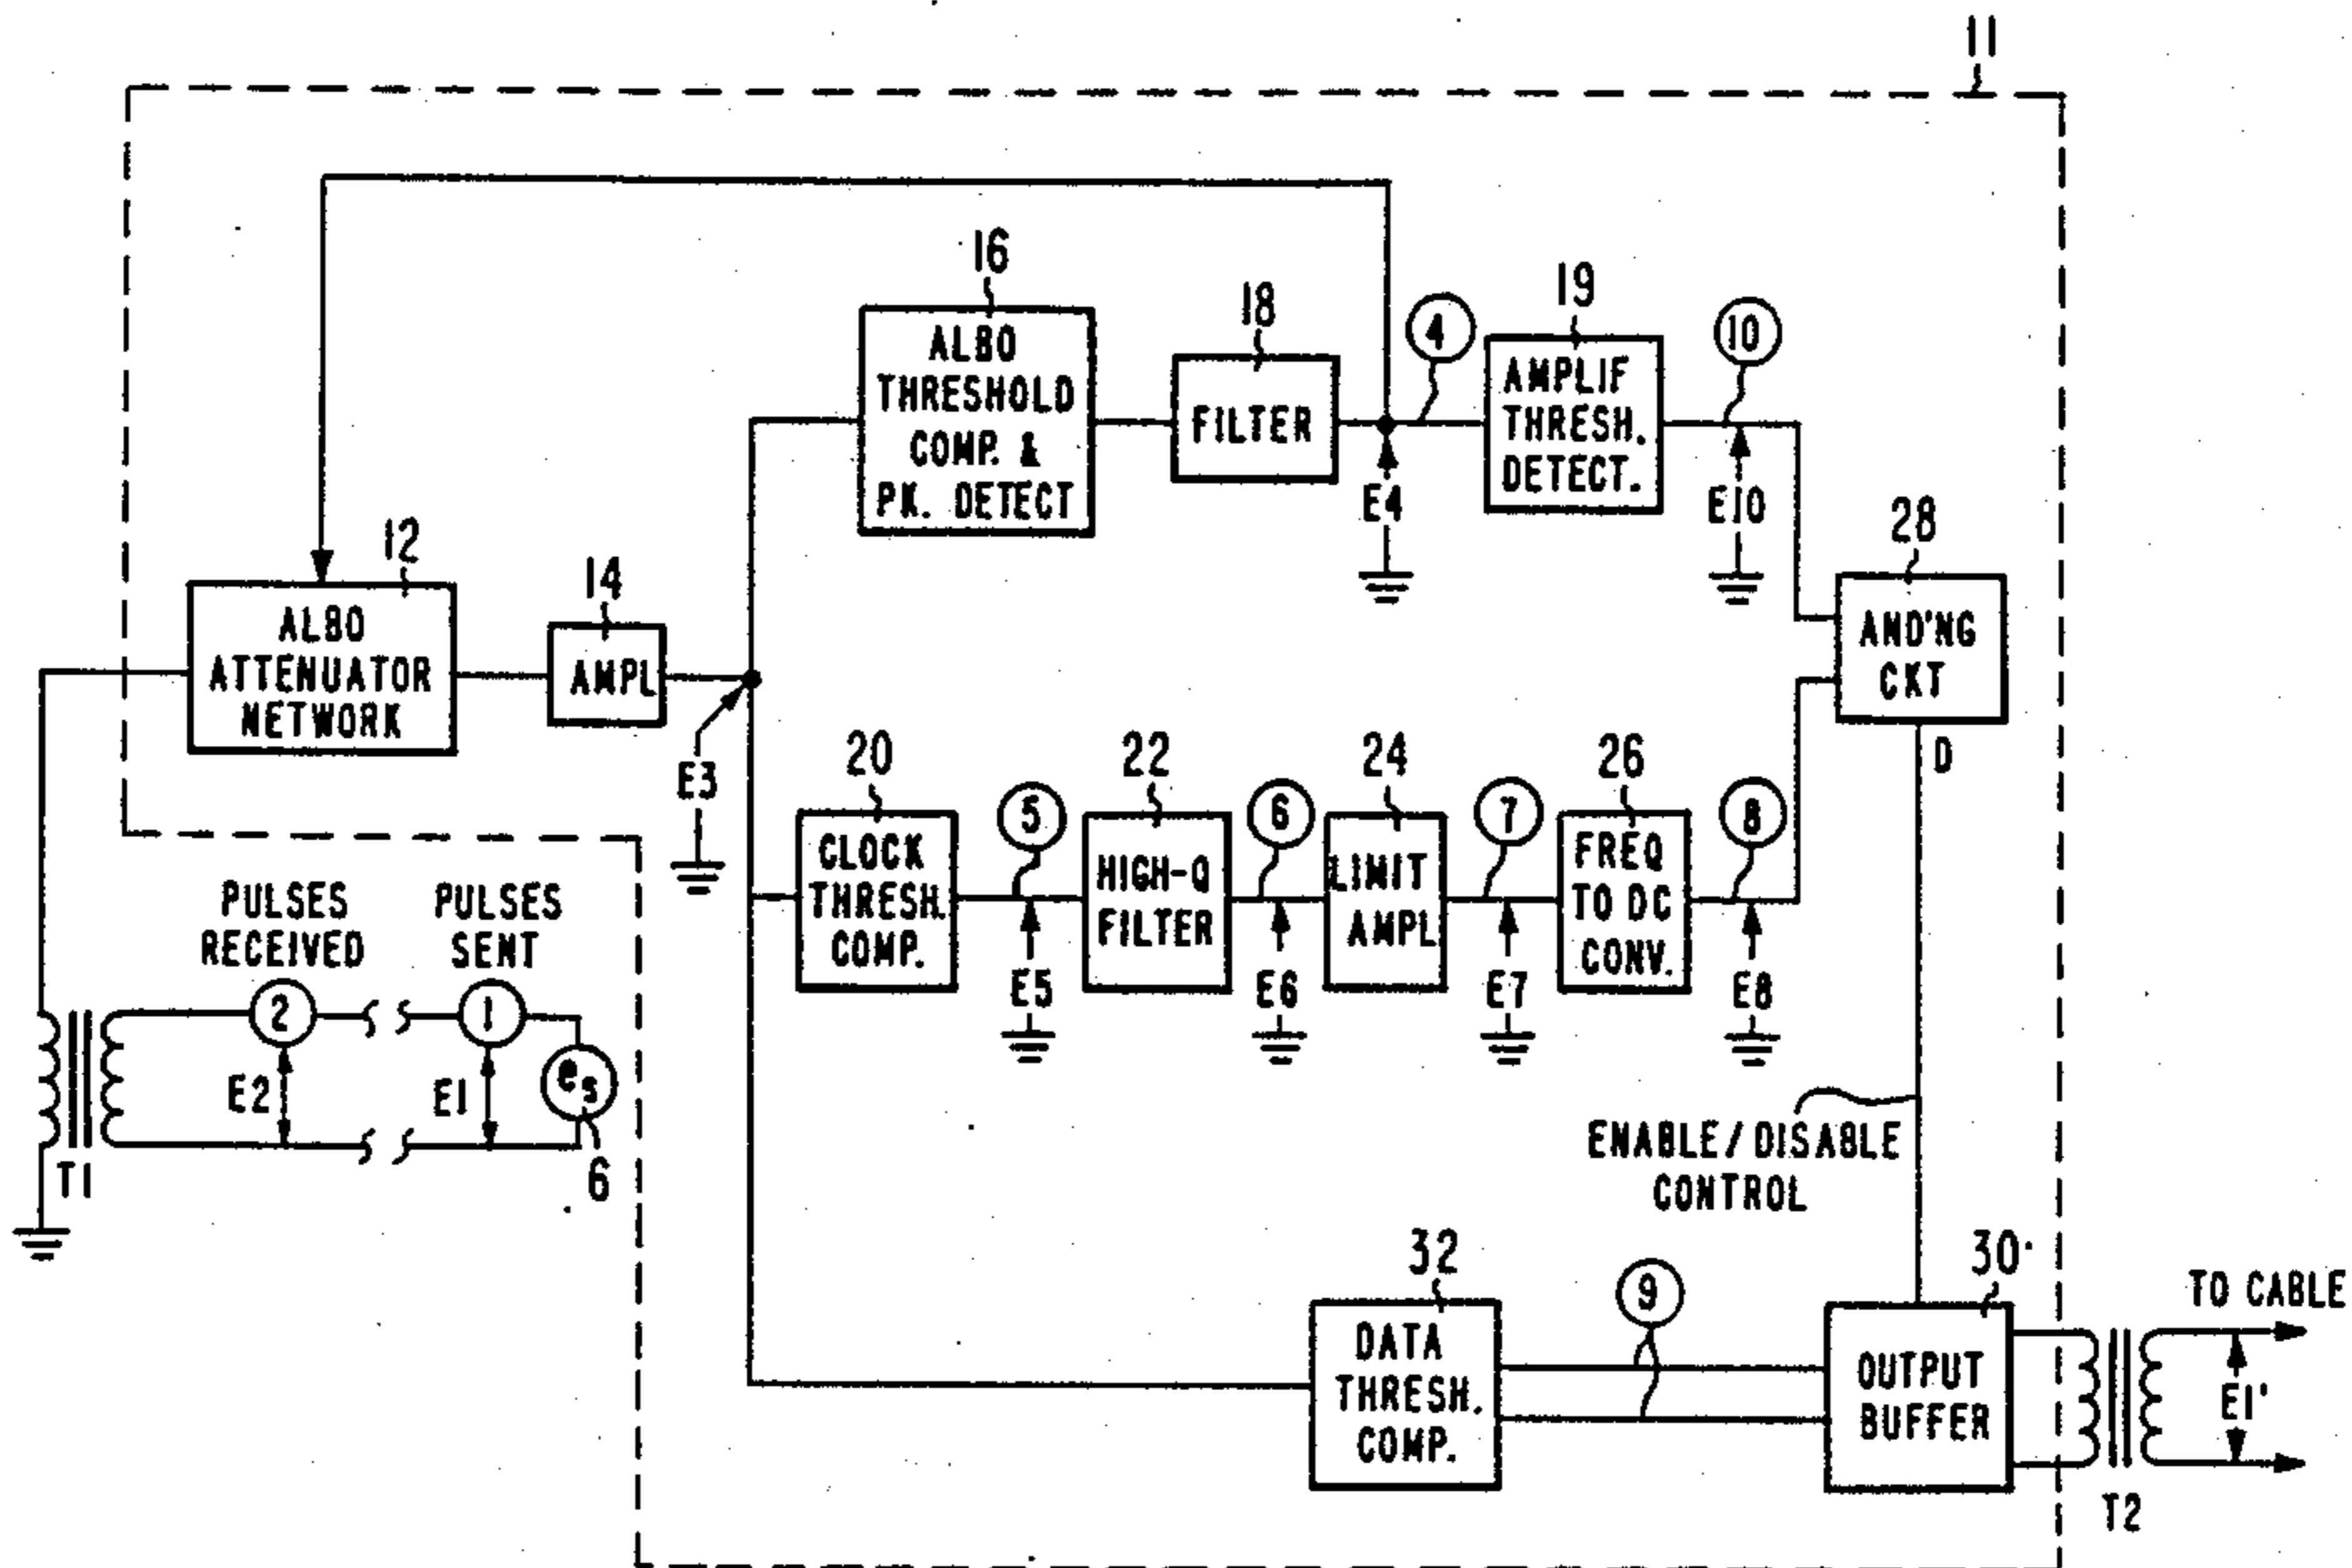 11
16
ALBO
THRESHOLD
COMP. &
PK. DETECT
18
FILTER
4
19
AMPLIF
THRESH.
DETECT.
10
E4
E10
28
AND'NG
CKT
D
12
ALBO
ATTENUATOR
NETWORK
14
AMPL
E3
20
CLOCK
THRESH.
COMP.
5
22
HIGH-Q
FILTER
6
24
LIMIT
AMPL
7
26
FREQ
TO DC
CONV.
8
E5
E6
E7
E8
PULSES
RECEIVED
PULSES
SENT
2
1
E2
E1
es
6
T1
ENABLE/DISABLE
CONTROL
32
DATA
THRESH.
COMP.
9
30
OUTPUT
BUFFER
TO CABLE
E1'
T2